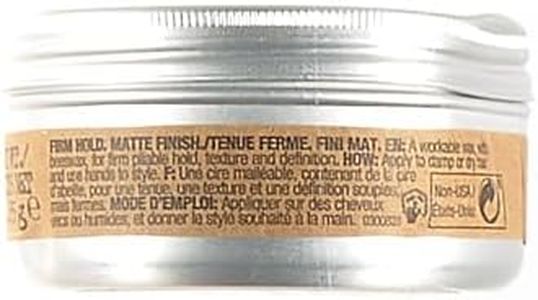 FIRM HOLD. MATTE FINISH./TENUE FERME. FINI MAT. EN: A workable wax, with
beeswax, for firm pliable hold, texture and definition. HOW: Apply to damp or dry hair
and use hands to style. F: Une cire malléable, contenant de la cire
d'abeille, pour une tenue, une texture et une définition souples,
mais fermes. MODE D'EMPLOI: Appliquer sur des cheveux
secs ou humides, et donner la style souhaité à la main.
Non-USA/
États-Unis
g e